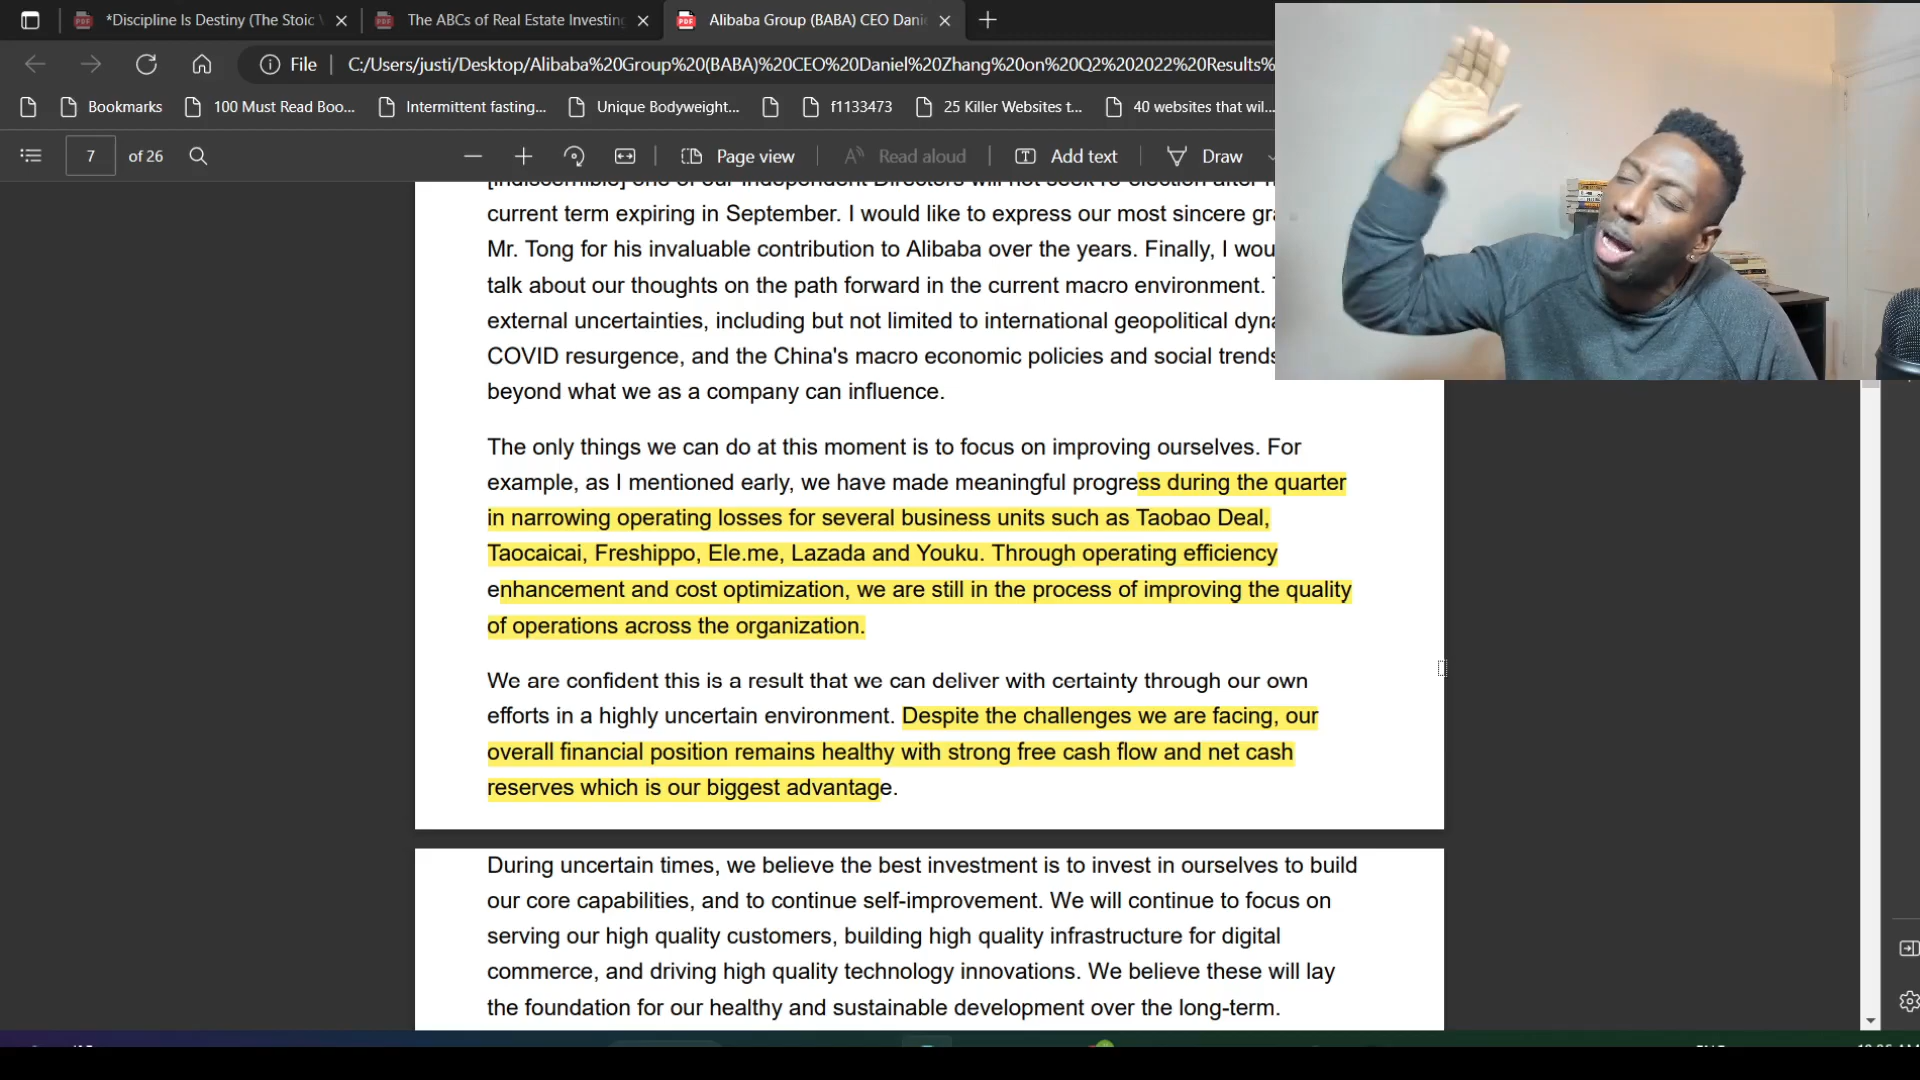 *Discipline Is Destiny (The Stoic
The ABCs of Real Estate Investing
Alibaba Group (BABA) CEO Dani
File
C:/Users/justi/Desktop/Alibaba%20Group%20(BABA)%20CEO%20Daniel%20Zhang%20on%20Q2%202022%20Results%
Bookmarks
100 Must Read Boo...
Intermittent fasting...
Unique Bodyweight...
f1133473
25 Killer Websites t...
40 websites that wil...
7 of 26
Page view
Read aloud
Add text
Draw
[indiscernible] one of our Independent Directors will not seek re-election after
current term expiring in September. I would like to express our most sincere gra
Mr. Tong for his invaluable contribution to Alibaba over the years. Finally, I wou
talk about our thoughts on the path forward in the current macro environment.
external uncertainties, including but not limited to international geopolitical dyna
COVID resurgence, and the China's macro economic policies and social trends
beyond what we as a company can influence.
The only things we can do at this moment is to focus on improving ourselves. For
example, as I mentioned early, we have made meaningful progress during the quarter
in narrowing operating losses for several business units such as Taobao Deal,
Taocaicai, Freshippo, Ele.me, Lazada and Youku. Through operating efficiency
enhancement and cost optimization, we are still in the process of improving the quality
of operations across the organization.
We are confident this is a result that we can deliver with certainty through our own
efforts in a highly uncertain environment. Despite the challenges we are facing, our
overall financial position remains healthy with strong free cash flow and net cash
reserves which is our biggest advantage.
During uncertain times, we believe the best investment is to invest in ourselves to build
our core capabilities, and to continue self-improvement. We will continue to focus on
serving our high quality customers, building high quality infrastructure for digital
commerce, and driving high quality technology innovations. We believe these will lay
the foundation for our healthy and sustainable development over the long-term.